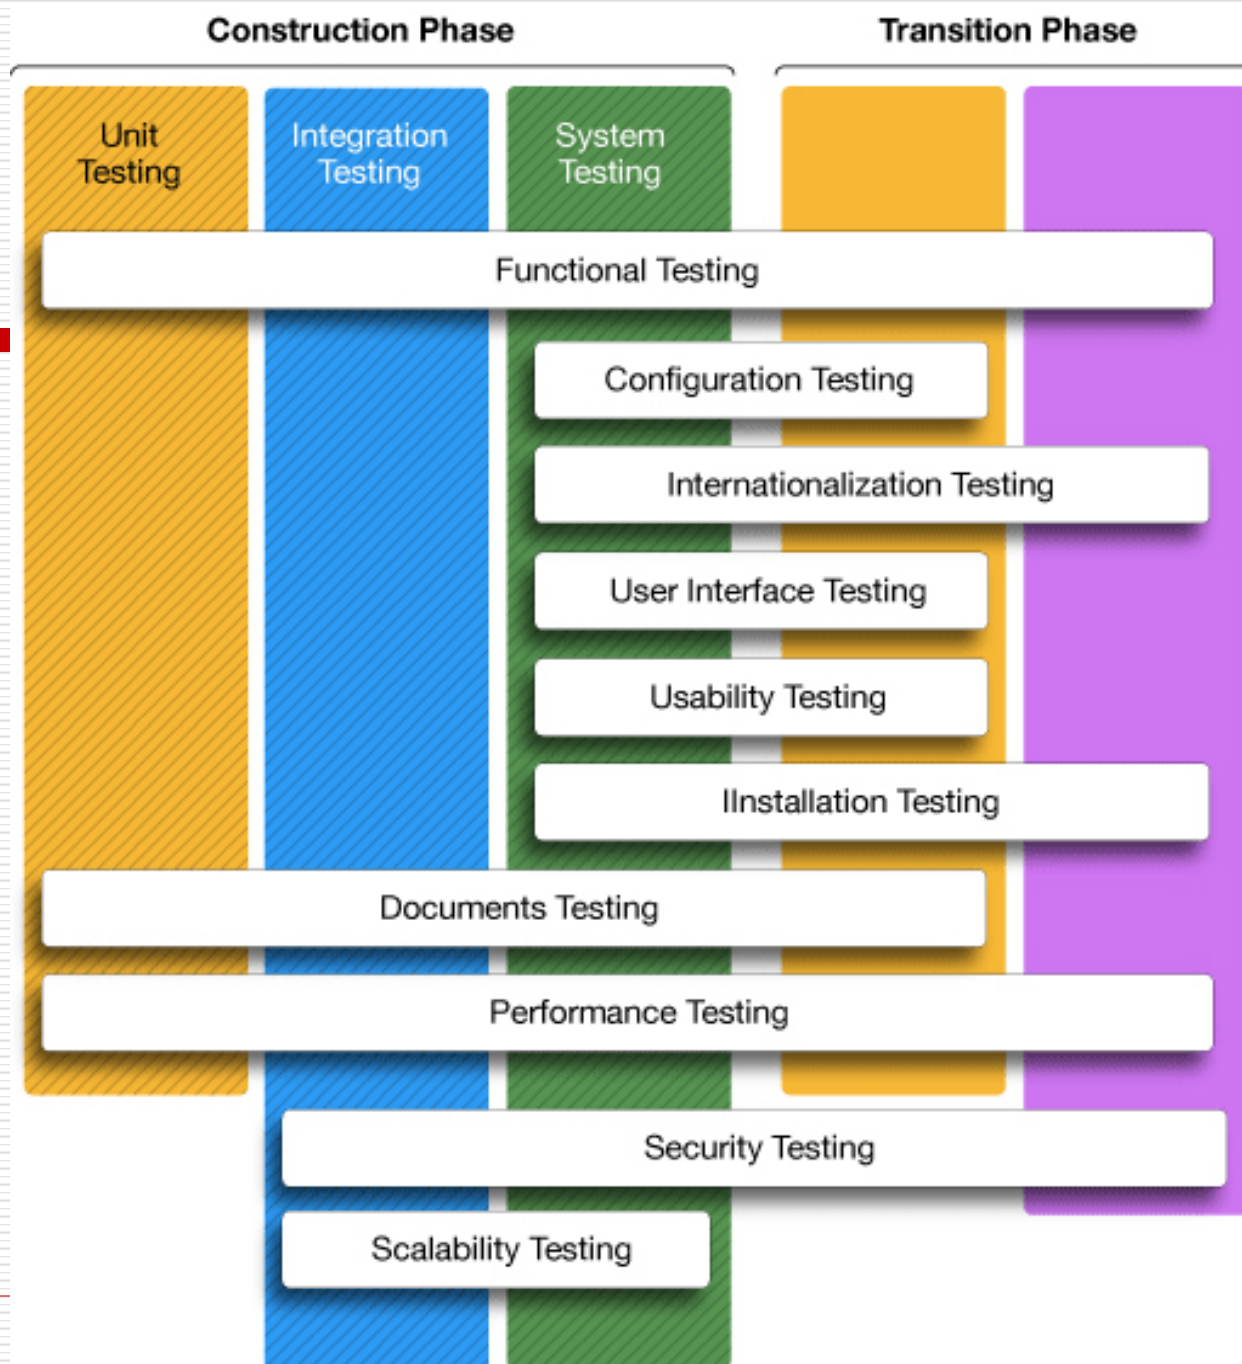 Construction Phase
Transition Phase
Unit
Testing
Integration
Testing
System
Testing
Functional Testing
Configuration Testing
Internationalization Testing
User Interface Testing
Usability Testing
IInstallation Testing
Documents Testing
Performance Testing
Security Testing
Scalability Testing